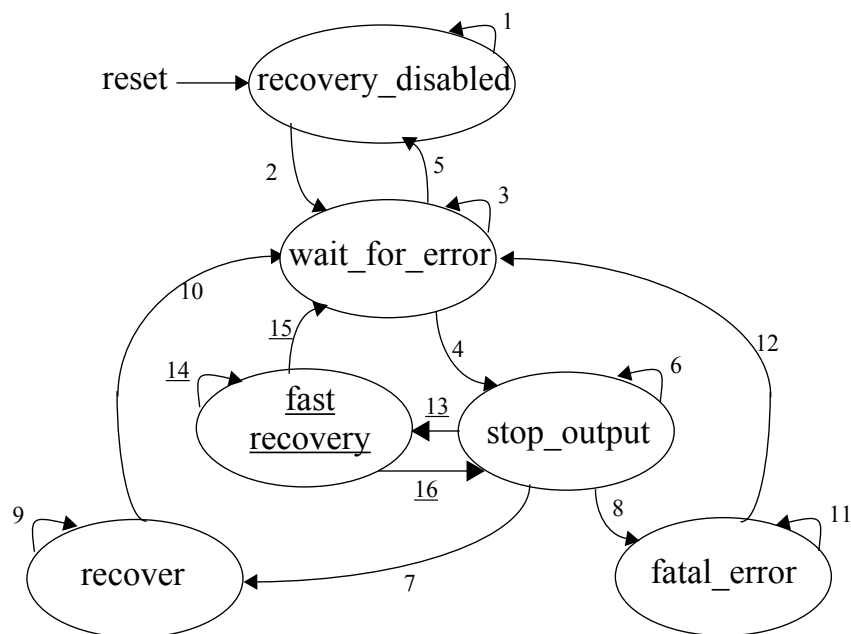 1
reset
recovery_disabled
2
5
3
wait_for_error
10
15
4
12
14
6
fast
recovery
13
stop_output
16
9
8
11
recover
7
fatal_error